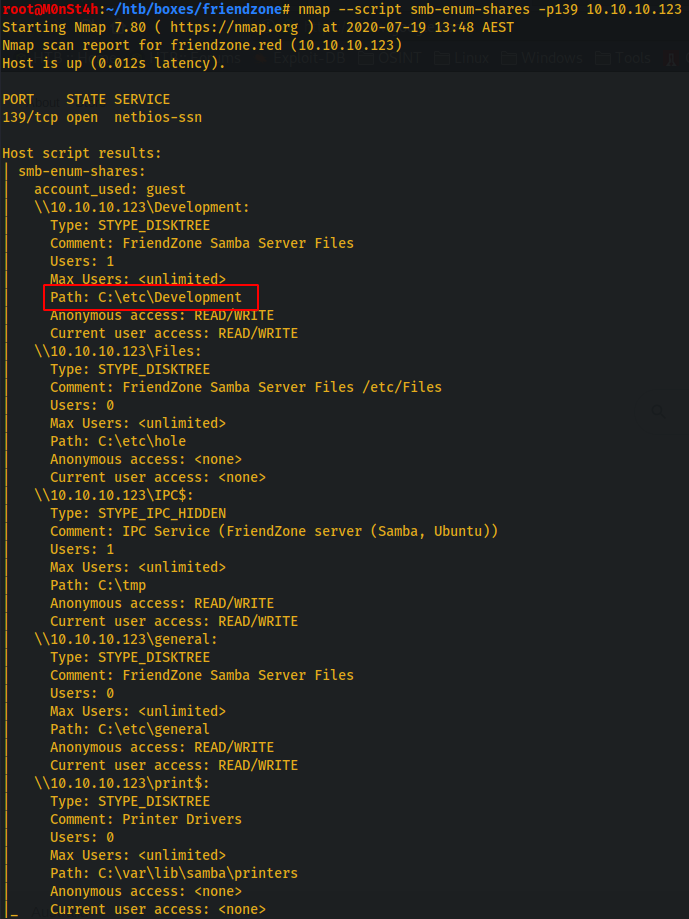 root@M0nSt4h:~/htb/boxes/friendzone# nmap --script smb-enum-shares -p139 10.10.10.123
Starting Nmap 7.80 ( https://nmap.org ) at 2020-07-19 13:48 AEST
Nmap scan report for friendzone.red (10.10.10.123)
Host is up (0.012s latency).
Exploit-DB OSINT Linux Windows Tools
PORT    STATE SERVICE
139/tcp open  netbios-ssn
Host script results:
| smb-enum-shares:
|   account_used: guest
|   \\10.10.10.123\Development:
|     Type: STYPE_DISKTREE
|     Comment: FriendZone Samba Server Files
|     Users: 1
|     Max Users: <unlimited>
|     Path: C:\etc\Development
|     Anonymous access: READ/WRITE
|     Current user access: READ/WRITE
|   \\10.10.10.123\Files:
|     Type: STYPE_DISKTREE
|     Comment: FriendZone Samba Server Files /etc/Files
|     Users: 0
|     Max Users: <unlimited>
|     Path: C:\etc\hole
|     Anonymous access: <none>
|     Current user access: <none>
|   \\10.10.10.123\IPC$:
|     Type: STYPE_IPC_HIDDEN
|     Comment: IPC Service (FriendZone server (Samba, Ubuntu))
|     Users: 1
|     Max Users: <unlimited>
|     Path: C:\tmp
|     Anonymous access: READ/WRITE
|     Current user access: READ/WRITE
|   \\10.10.10.123\general:
|     Type: STYPE_DISKTREE
|     Comment: FriendZone Samba Server Files
|     Users: 0
|     Max Users: <unlimited>
|     Path: C:\etc\general
|     Anonymous access: READ/WRITE
|     Current user access: READ/WRITE
|   \\10.10.10.123\print$:
|     Type: STYPE_DISKTREE
|     Comment: Printer Drivers
|     Users: 0
|     Max Users: <unlimited>
|     Path: C:\var\lib\samba\printers
|     Anonymous access: <none>
|_    Current user access: <none>